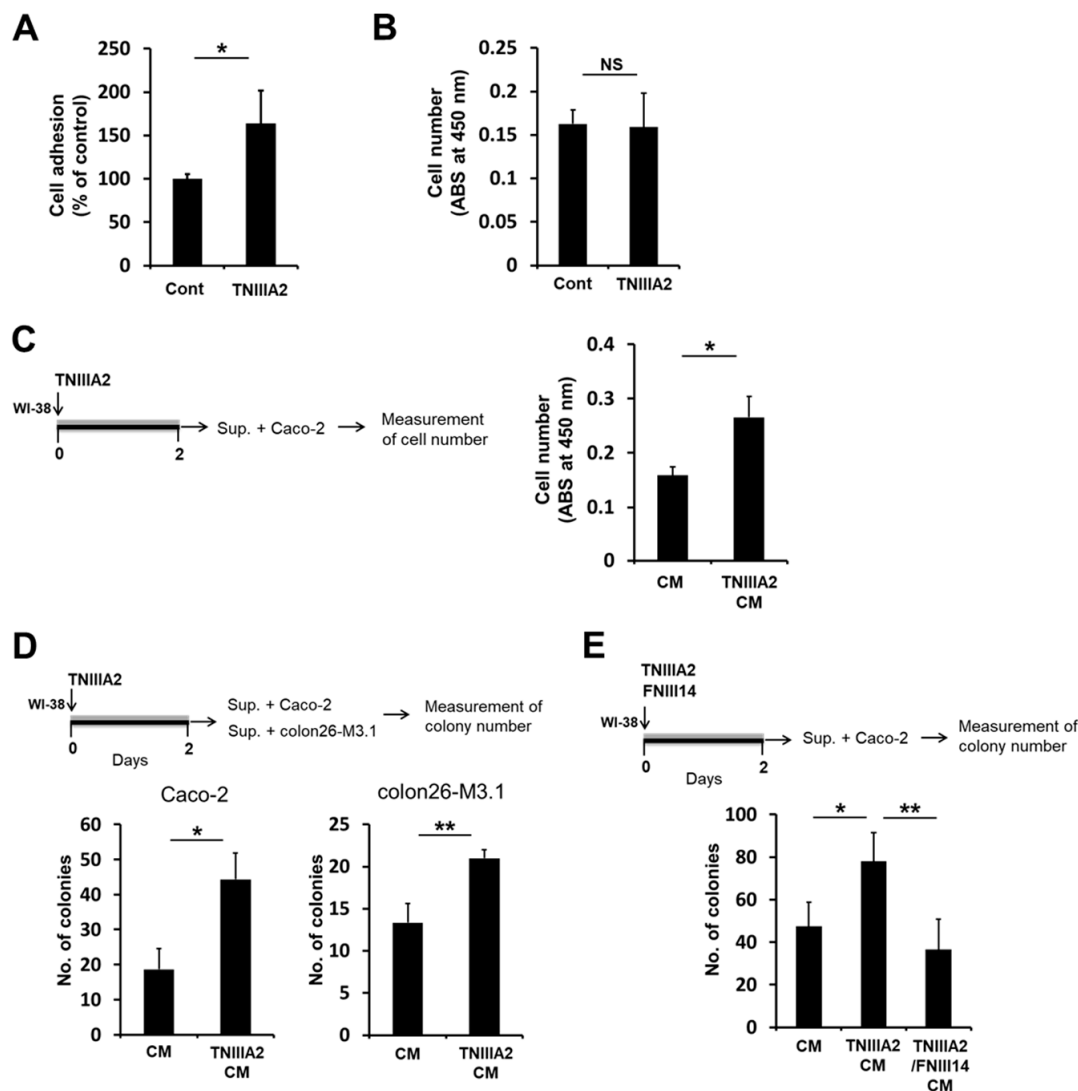 A
Cell adhesion
(% of control)
250
200
150
100
50
0
*
Cont
TNIIIA2
B
Cell number
(ABS at 450 nm)
0.25
0.2
0.15
0.1
0.05
0
NS
Cont
TNIIIA2
C
TNIIIA2
WI-38
0
2
Sup. + Caco-2
Measurement
of cell number
Cell number
(ABS at 450 nm)
0.4
0.3
0.2
0.1
0
*
CM
TNIIIA2
CM
D
TNIIIA2
WI-38
0
2
Days
Sup. + Caco-2
Sup. + colon26-M3.1
Measurement of
colony number
Caco-2
No. of colonies
60
50
40
30
20
10
0
*
CM
TNIIIA2
CM
colon26-M3.1
No. of colonies
25
20
15
10
5
0
**
CM
TNIIIA2
CM
E
TNIIIA2
FNIII14
WI-38
0
2
Days
Sup. + Caco-2
Measurement of
colony number
No. of colonies
100
80
60
40
20
0
*
**
CM
TNIIIA2
CM
TNIIIA2
/FNIII14
CM